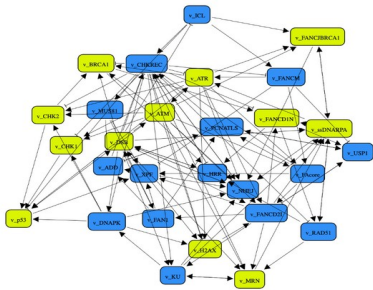 v_ICL
v_FANCJBRCA1
v_BRCA1
v_CHKREC
v_ATR
v_FANCM
v_CHK2
v_MUS81
v_ATM
v_FANCD1N
v_ssDNARPA
v_PCNATLS
v_CHK1
v_DSB
v_USP1
v_ADD
v_XPF
v_HRR
v_FAcore
v_NHEJ
v_p53
v_DNAPK
v_FAN1
v_FANCD2I
v_RAD51
v_H2AX
v_KU
v_MRN